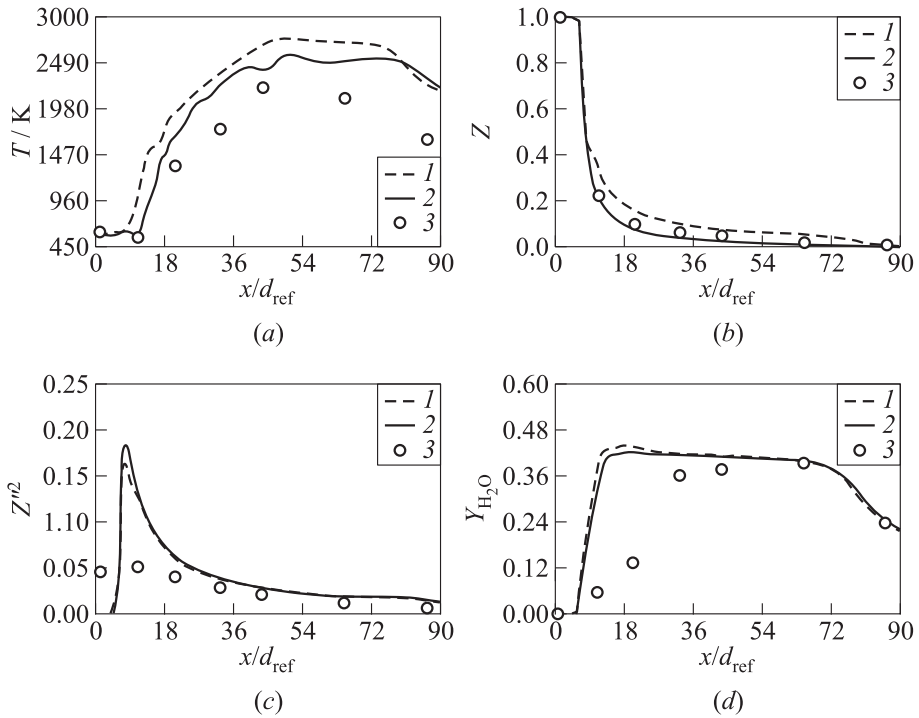 3000
2490
1980
1470
960
450
T / K
1
2
3
0 18 36 54 72 90
x/d_ref
(a)
1.0
0.8
0.6
0.4
0.2
0.0
Z
1
2
3
0 18 36 54 72 90
x/d_ref
(b)
0.25
0.20
0.15
1.10
0.05
0.00
Z″²
1
2
3
0 18 36 54 72 90
x/d_ref
(c)
0.60
0.48
0.36
0.24
0.12
0.00
Y_H₂O
1
2
3
0 18 36 54 72 90
x/d_ref
(d)